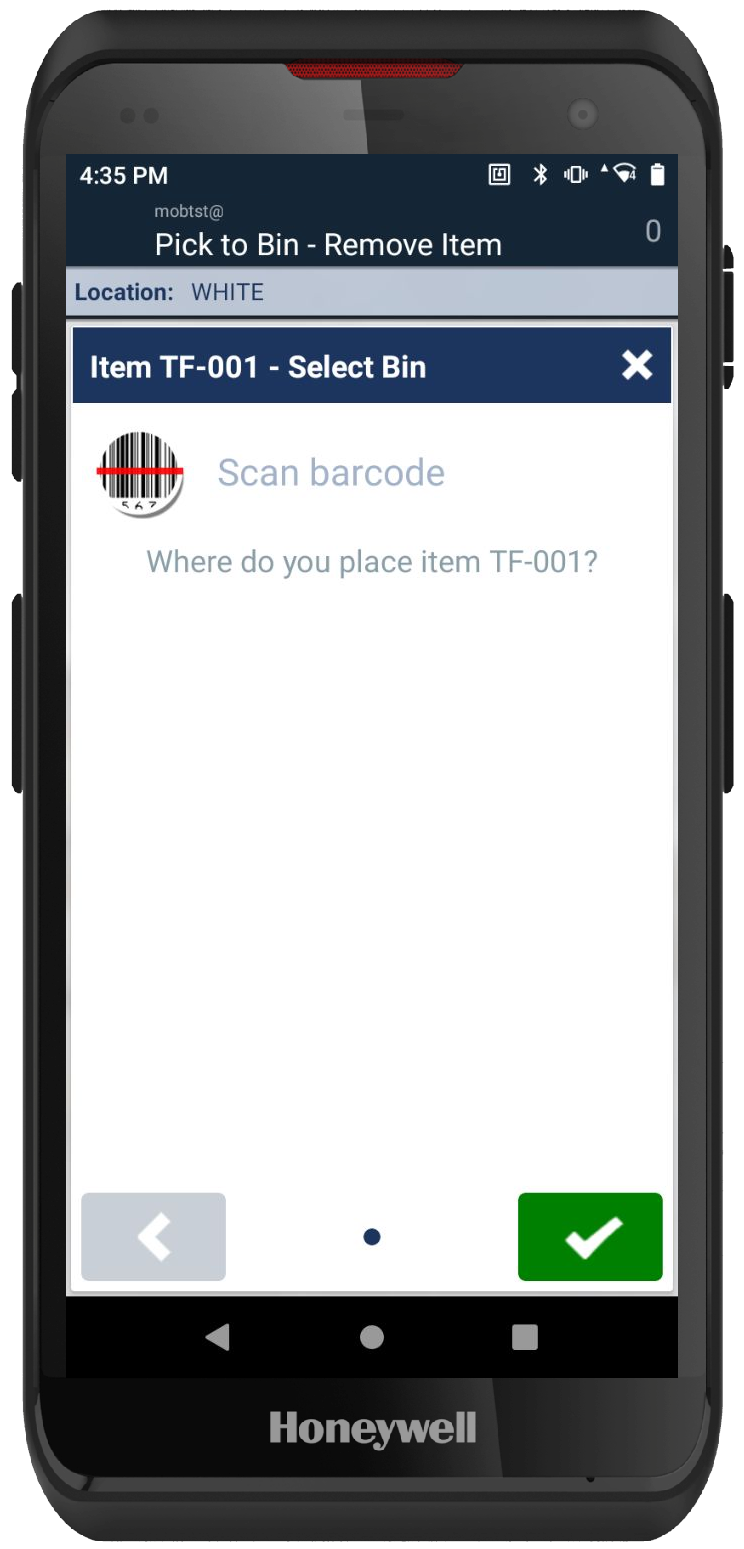 4:35 PM
4
mobtst@
Pick to Bin - Remove Item
0
Location: WHITE
Item TF-001 - Select Bin
567
Scan barcode
Where do you place item TF-001?
Honeywell